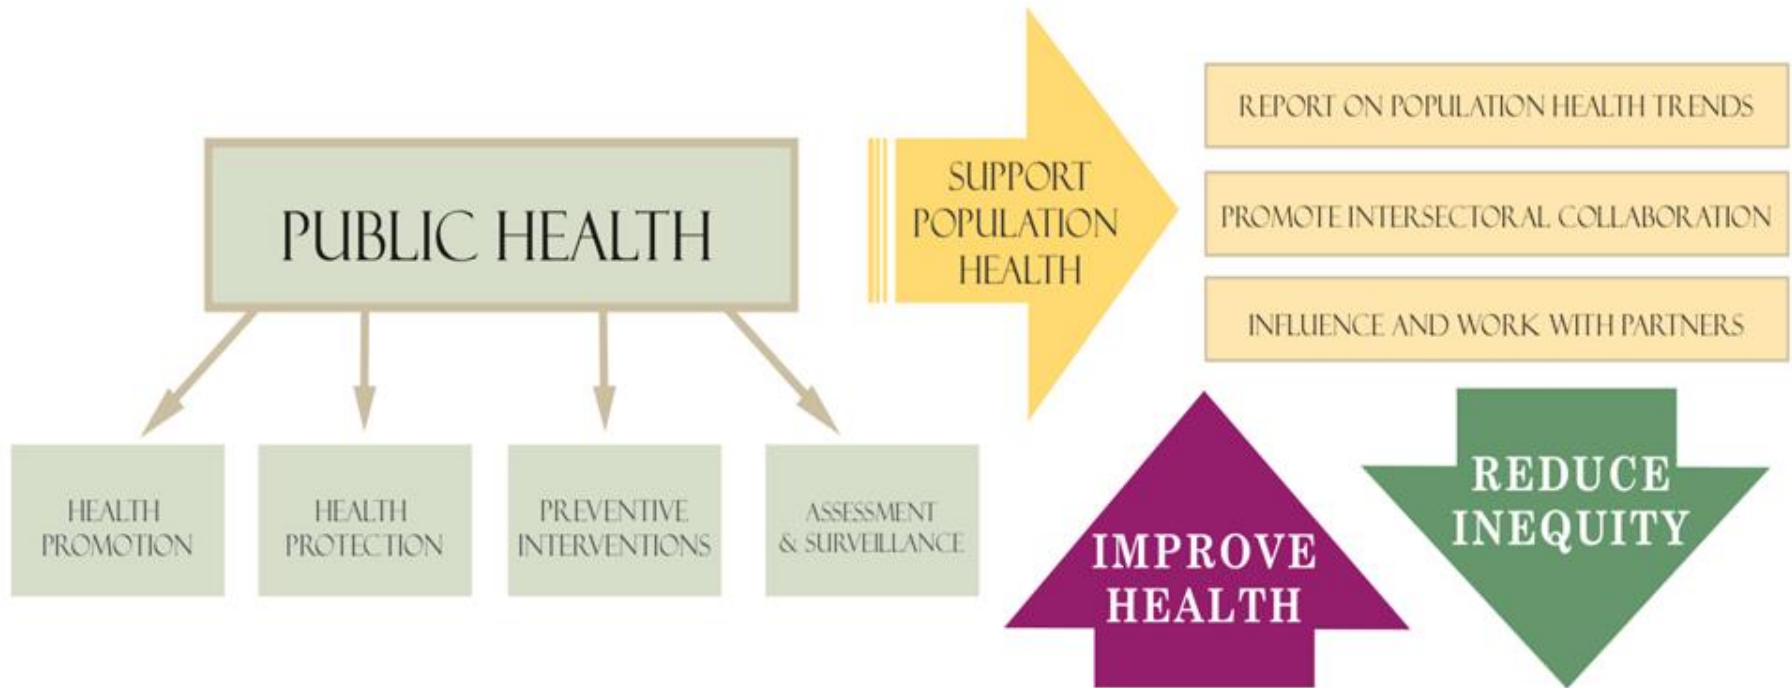 PUBLIC HEALTH
HEALTH
PROMOTION
HEALTH
PROTECTION
PREVENTIVE
INTERVENTIONS
ASSESSMENT
& SURVEILLANCE
SUPPORT
POPULATION
HEALTH
REPORT ON POPULATION HEALTH TRENDS
PROMOTE INTERSECTORAL COLLABORATION
INFLUENCE AND WORK WITH PARTNERS
IMPROVE
HEALTH
REDUCE
INEQUITY